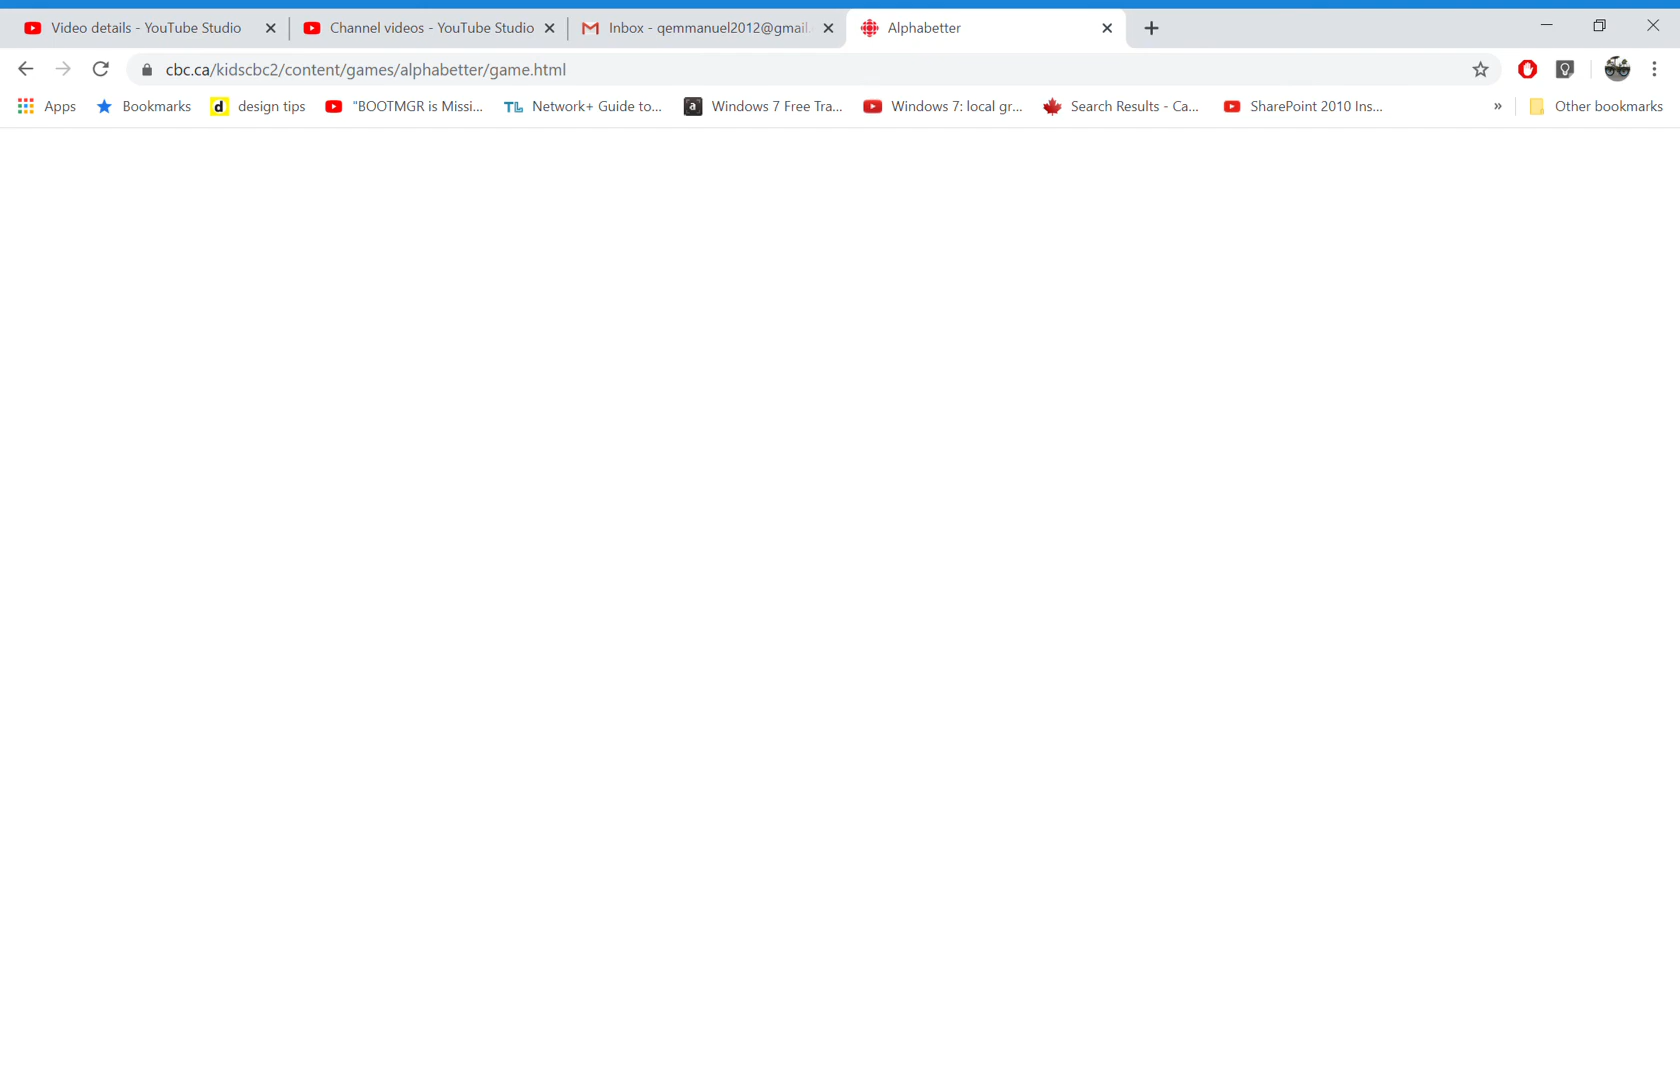 Video details - YouTube Studio Channel videos - YouTube Studio Inbox - qemmanuel2012@gmail. Alphabetter
cbc.ca/kidscbc2/content/games/alphabetter/game.html
Apps Bookmarks d design tips "BOOTMGR is Missi... TL Network+ Guide to... a Windows 7 Free Tra... Windows 7: local gr... Search Results - Ca... SharePoint 2010 Ins... » Other bookmarks